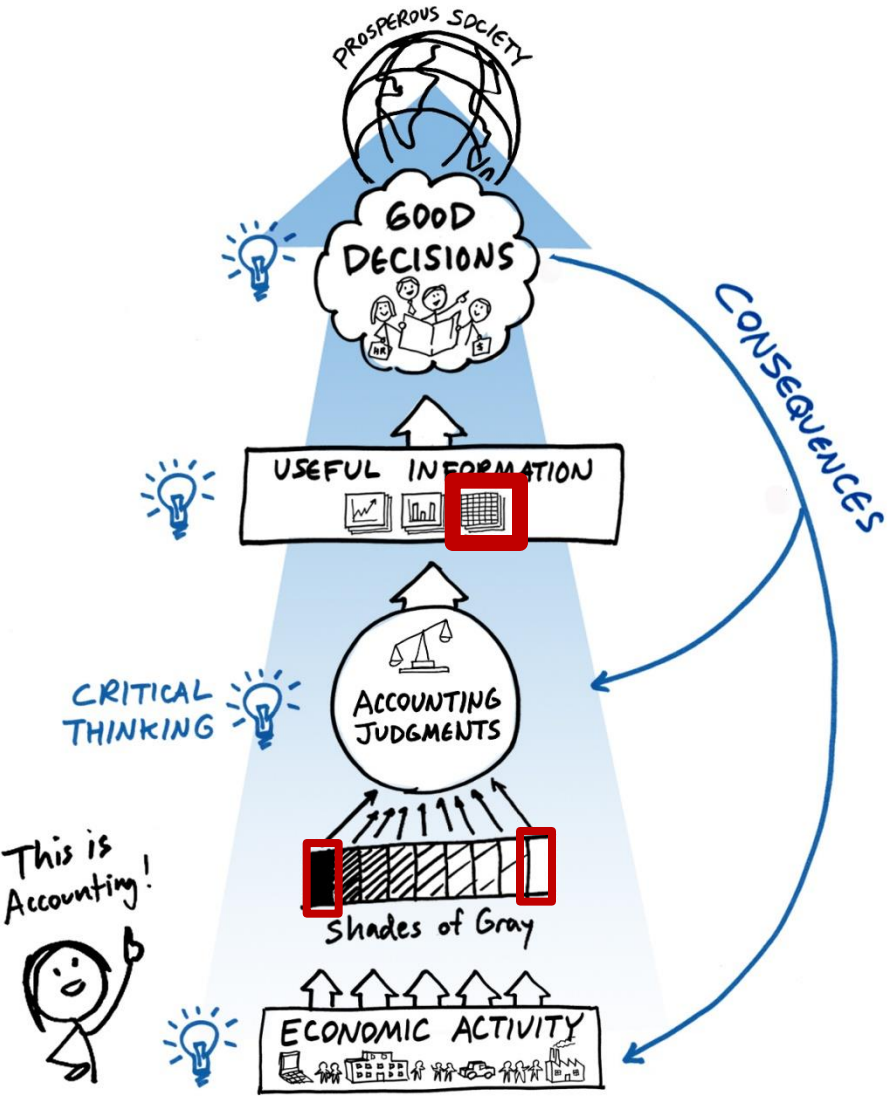 PROSPEROUS SOCIETY
GOOD
DECISIONS
HR
$
CONSEQUENCES
USEFUL INFORMATION
CRITICAL
THINKING
ACCOUNTING
JUDGMENTS
This is
Accounting!
Shades of Gray
ECONOMIC ACTIVITY